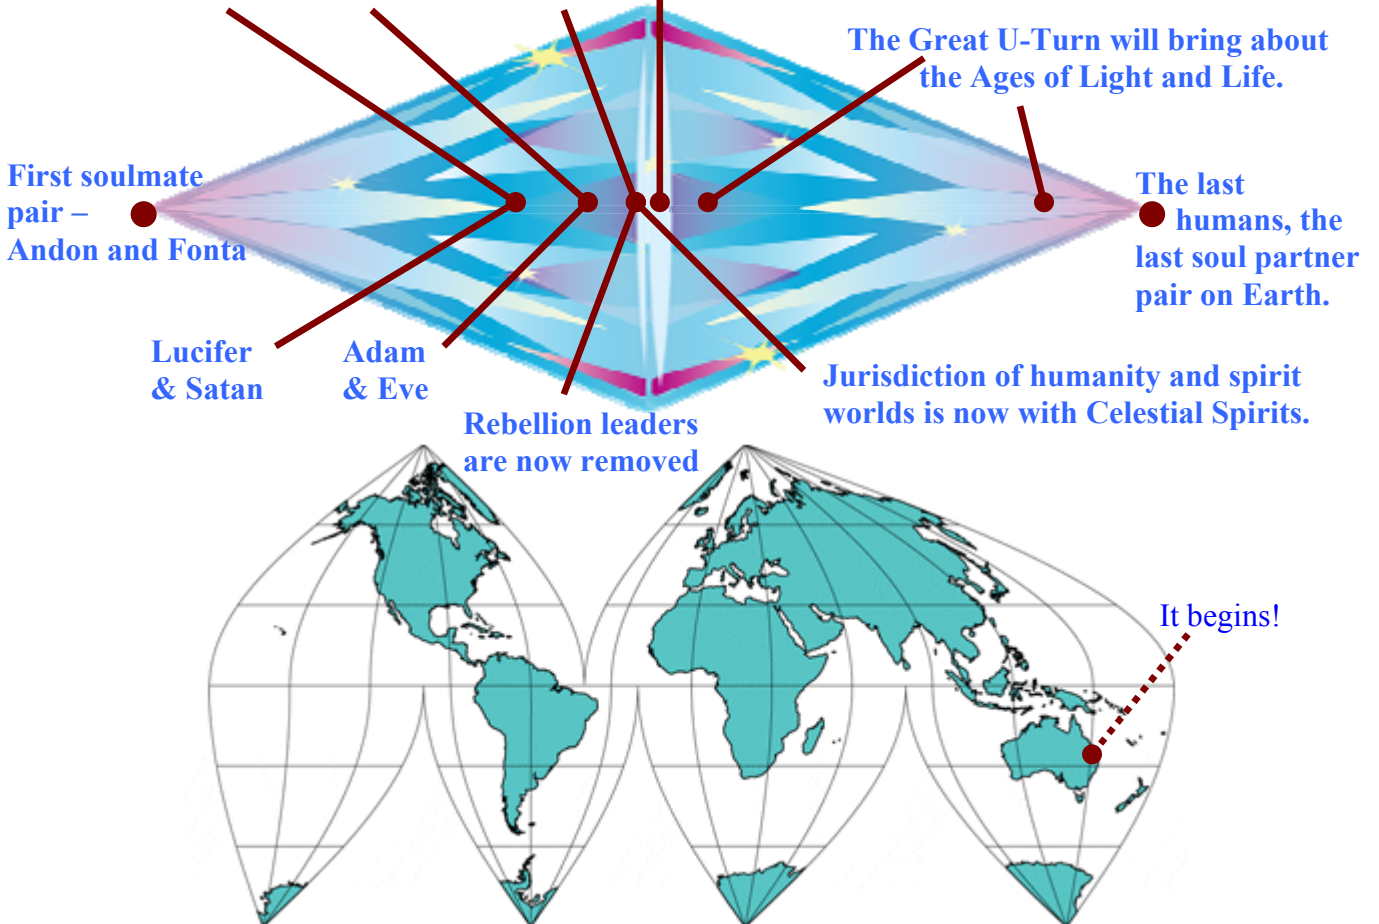 The Great U-Turn will bring about
the Ages of Light and Life.
First soulmate
pair –
Andon and Fonta
The last
humans, the
last soul partner
pair on Earth.
Lucifer
& Satan
Adam
& Eve
Rebellion leaders
are now removed
Jurisdiction of humanity and spirit
worlds is now with Celestial Spirits.
It begins!